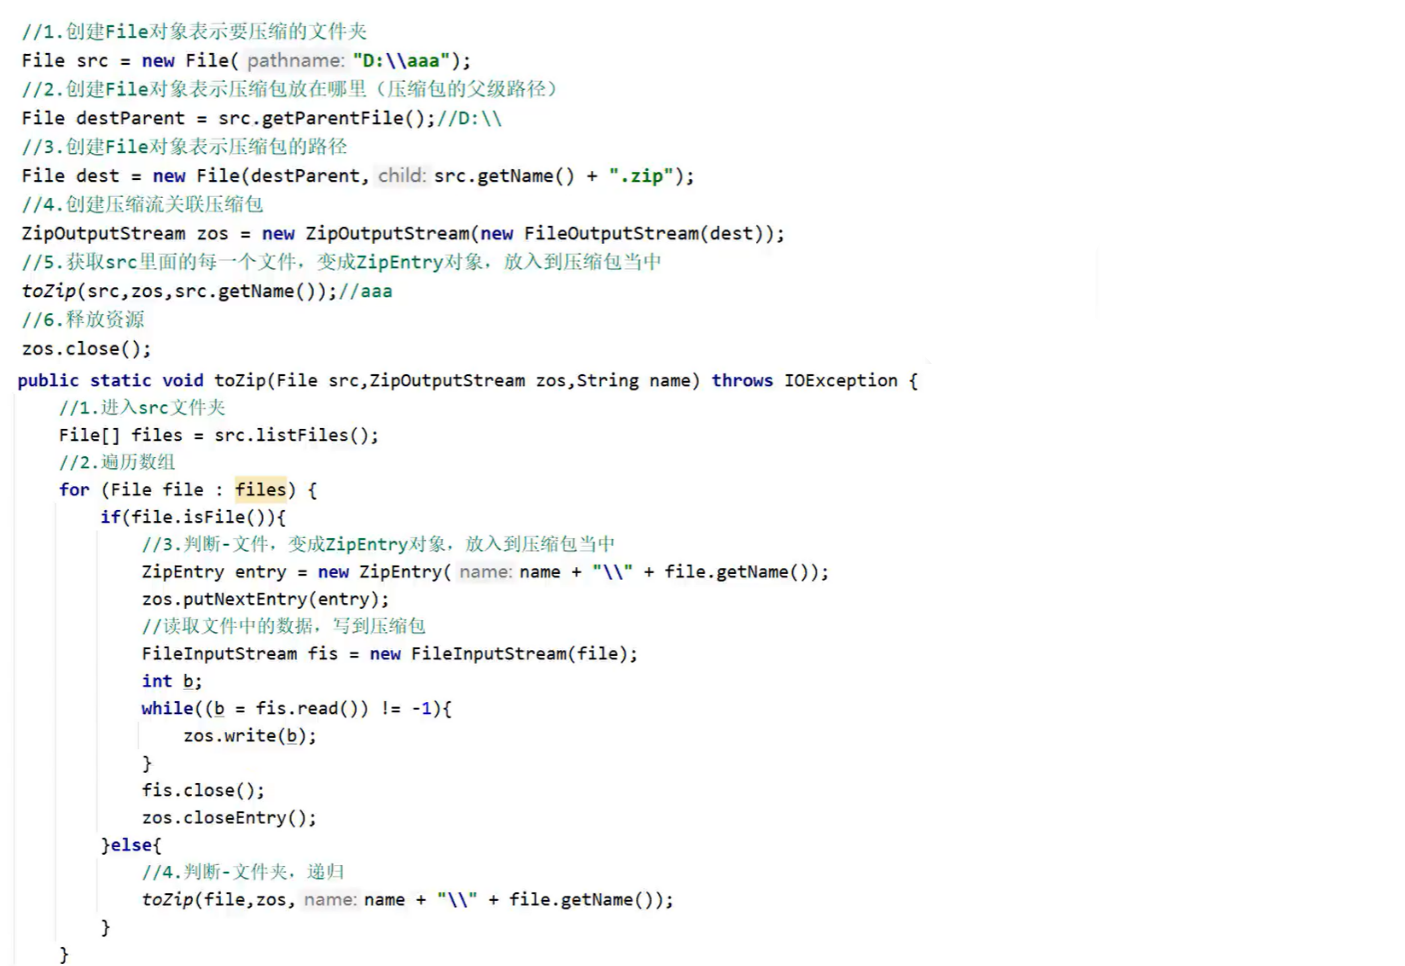 //1.创建File对象表示要压缩的文件夹
File src = new File( pathname: "D:\\aaa");
//2.创建File对象表示压缩包放在哪里（压缩包的父级路径）
File destParent = src.getParentFile();//D:\\
//3.创建File对象表示压缩包的路径
File dest = new File(destParent, child: src.getName() + ".zip");
//4.创建压缩流关联压缩包
ZipOutputStream zos = new ZipOutputStream(new FileOutputStream(dest));
//5.获取src里面的每一个文件，变成ZipEntry对象，放入到压缩包当中
toZip(src,zos,src.getName());//aaa
//6.释放资源
zos.close();
public static void toZip(File src,ZipOutputStream zos,String name) throws IOException {
//1.进入src文件夹
File[] files = src.listFiles();
//2.遍历数组
for (File file : files) {
if(file.isFile()){
//3.判断-文件，变成ZipEntry对象，放入到压缩包当中
ZipEntry entry = new ZipEntry( name: name + "\\" + file.getName());
zos.putNextEntry(entry);
//读取文件中的数据，写到压缩包
FileInputStream fis = new FileInputStream(file);
int b;
while((b = fis.read()) != -1){
zos.write(b);
}
fis.close();
zos.closeEntry();
}else{
//4.判断-文件夹，递归
toZip(file,zos, name: name + "\\" + file.getName());
}
}